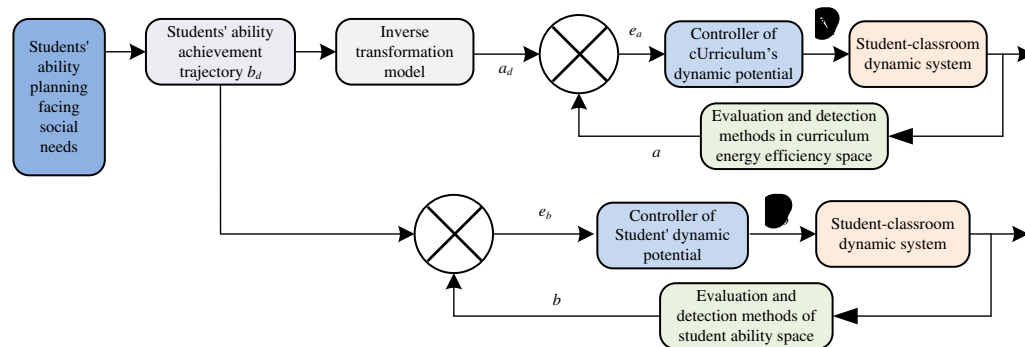 Students'
ability
planning
facing
social
needs
Students' ability
achievement
trajectory b_d
Inverse
transformation
model
a_d
e_a
Controller of
cUrriculum's
dynamic potential
Student-classroom
dynamic system
Evaluation and detection
methods in curriculum
energy efficiency space
a
e_b
Controller of
Student' dynamic
potential
Student-classroom
dynamic system
Evaluation and
detection methods of
student ability space
b